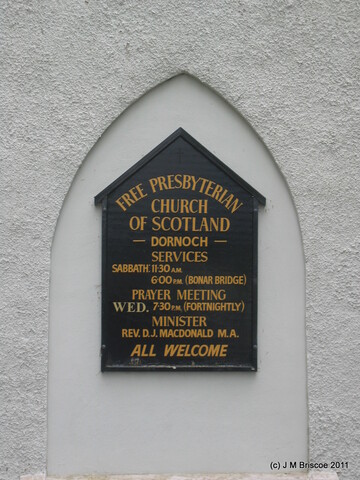 FREE PRESBYTERIAN
CHURCH
OF SCOTLAND
— DORNOCH —
SERVICES
SABBATH: 11·30 A.M.
6·00 P.M. (BONAR BRIDGE)
PRAYER MEETING
WED. 7·30 P.M. (FORTNIGHTLY)
MINISTER
REV. D.J. MACDONALD M.A.
ALL WELCOME
(c) J M Briscoe 2011